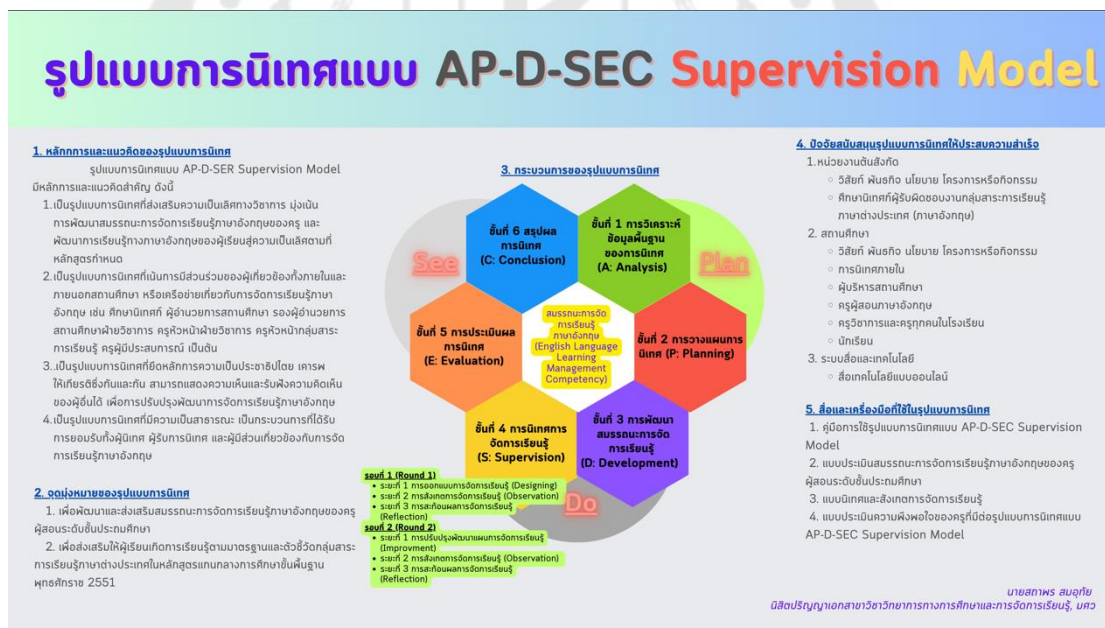 รูปแบบการนิเทศแบบ AP-D-SEC Supervision Model
1. หลักกการและแนวคิดของรูปแบบการนิเทศ
รูปแบบการนิเทศแบบ AP-D-SER Supervision Model
มีหลักการและแนวคิดสำคัญ ดังนี้
1.เป็นรูปแบบการนิเทศที่ส่งเสริมความเป็นเลิศทางวิชาการ มุ่งเน้น
การพัฒนาสมรรถนะการจัดการเรียนรู้ภาษาอังกฤษของครู และ
พัฒนาการเรียนรู้ทางภาษาอังกฤษของผู้เรียนสู่ความเป็นเลิศตามที่
หลักสูตรกำหนด
2.เป็นรูปแบบการนิเทศที่เน้นการมีส่วนร่วมของผู้เกี่ยวข้องทั้งภายในและ
ภายนอกสถานศึกษา หรือเครือข่ายเกี่ยวกับการจัดการเรียนรู้ภาษา
อังกฤษ เช่น ศึกษานิเทศก์ ผู้อำนวยการสถานศึกษา รองผู้อำนวยการ
สถานศึกษาฝ่ายวิชาการ ครูหัวหน้าฝ่ายวิชาการ ครูหัวหน้ากลุ่มสาระ
การเรียนรู้ ครูผู้มีประสบการณ์ เป็นต้น
3..เป็นรูปแบบการนิเทศที่ยึดหลักการความเป็นประชาธิปไตย เคารพ
ให้เกียรติซึ่งกันและกัน สามารถแสดงความเห็นและรับฟังความคิดเห็น
ของผู้อื่นได้ เพื่อการปรับปรุงพัฒนาการจัดการเรียนรู้ภาษาอังกฤษ
4.เป็นรูปแบบการนิเทศที่มีความเป็นสาธารณะ เป็นกระบวนการที่ได้รับ
การยอมรับทั้งผู้นิเทศ ผู้รับการนิเทศ และผู้มีส่วนเกี่ยวข้องกับการจัด
การเรียนรู้ภาษาอังกฤษ
2. จุดมุ่งหมายของรูปแบบการนิเทศ
1. เพื่อพัฒนาและส่งเสริมสมรรถนะการจัดการเรียนรู้ภาษาอังกฤษของครู
ผู้สอนระดับชั้นประถมศึกษา
2. เพื่อส่งเสริมให้ผู้เรียนเกิดการเรียนรู้ตามมาตรฐานและตัวชี้วัดกลุ่มสาระ
การเรียนรู้ภาษาต่างประเทศในหลักสูตรแกนกลางการศึกษาขั้นพื้นฐาน
พุทธศักราช 2551
3. กระบวนการของรูปแบบการนิเทศ
See
Plan
Do
ขั้นที่ 1 การวิเคราะห์
ข้อมูลพื้นฐาน
ของการนิเทศ
(A: Analysis)
ขั้นที่ 2 การวางแผนการ
นิเทศ (P: Planning)
ขั้นที่ 3 การพัฒนา
สมรรถนะการจัด
การเรียนรู้
(D: Development)
ขั้นที่ 4 การนิเทศการ
จัดการเรียนรู้
(S: Supervision)
ขั้นที่ 5 การประเมินผล
การนิเทศ
(E: Evaluation)
ขั้นที่ 6 สรุปผล
การนิเทศ
(C: Conclusion)
สมรรถนะการจัด
การเรียนรู้
ภาษาอังกฤษ
(English Language
Learning
Management
Competency)
รอบที่ 1 (Round 1)
• ระยะที่ 1 การออกแบบการจัดการเรียนรู้ (Designing)
• ระยะที่ 2 การสังเกตการจัดการเรียนรู้ (Observation)
• ระยะที่ 3 การสะท้อนผลการจัดการเรียนรู้
(Reflection)
รอบที่ 2 (Round 2)
• ระยะที่ 1 การปรับปรุงพัฒนาแผนการจัดการเรียนรู้
(Improvment)
• ระยะที่ 2 การสังเกตการจัดการเรียนรู้ (Observation)
• ระยะที่ 3 การสะท้อนผลการจัดการเรียนรู้
(Reflection)
4. ปัจจัยสนับสนุนรูปแบบการนิเทศให้ประสบความสำเร็จ
1.หน่วยงานต้นสังกัด
○ วิสัยทัศน์ พันธกิจ นโยบาย โครงการหรือกิจกรรม
○ ศึกษานิเทศก์ผู้รับผิดชอบงานกลุ่มสาระการเรียนรู้
ภาษาต่างประเทศ (ภาษาอังกฤษ)
2. สถานศึกษา
○ วิสัยทัศน์ พันธกิจ นโยบาย โครงการหรือกิจกรรม
○ การนิเทศภายใน
○ ผู้บริหารสถานศึกษา
○ ครูผู้สอนภาษาอังกฤษ
○ ครูวิชาการและครูทุกคนในโรงเรียน
○ นักเรียน
3. ระบบสื่อและเทคโนโลยี
○ สื่อเทคโนโลยีแบบออนไลน์
5. สื่อและเครื่องมือที่ใช้ในรูปแบบการนิเทศ
1. คู่มือการใช้รูปแบบการนิเทศแบบ AP-D-SEC Supervision
Model
2. แบบประเมินสมรรถนะการจัดการเรียนรู้ภาษาอังกฤษของครู
ผู้สอนระดับชั้นประถมศึกษา
3. แบบนิเทศและสังเกตการจัดการเรียนรู้
4. แบบประเมินความพึงพอใจของครูที่มีต่อรูปแบบการนิเทศแบบ
AP-D-SEC Supervision Model
นายสถาพร สมอุทัย
นิสิตปริญญาเอกสาขาวิชาวิทยาการทางการศึกษาและการจัดการเรียนรู้, มศว